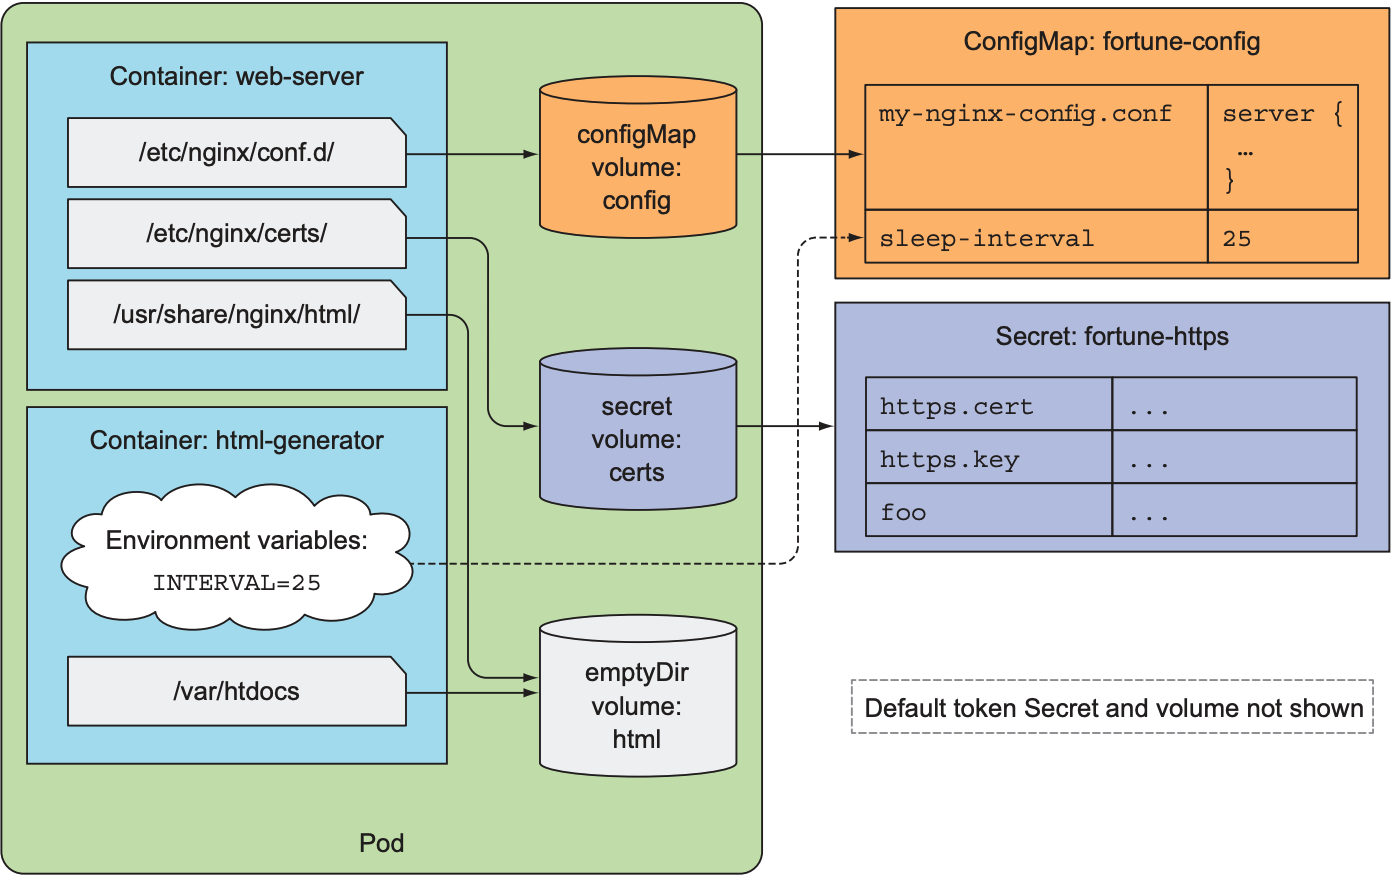 Container: web-server
/etc/nginx/conf.d/
/etc/nginx/certs/
/usr/share/nginx/html/
Container: html-generator
Environment variables:
INTERVAL=25
/var/htdocs
Pod
configMap
volume:
config
secret
volume:
certs
emptyDir
volume:
html
ConfigMap: fortune-config
my-nginx-config.conf
server {
…
}
sleep-interval
25
Secret: fortune-https
https.cert
...
https.key
...
foo
...
Default token Secret and volume not shown